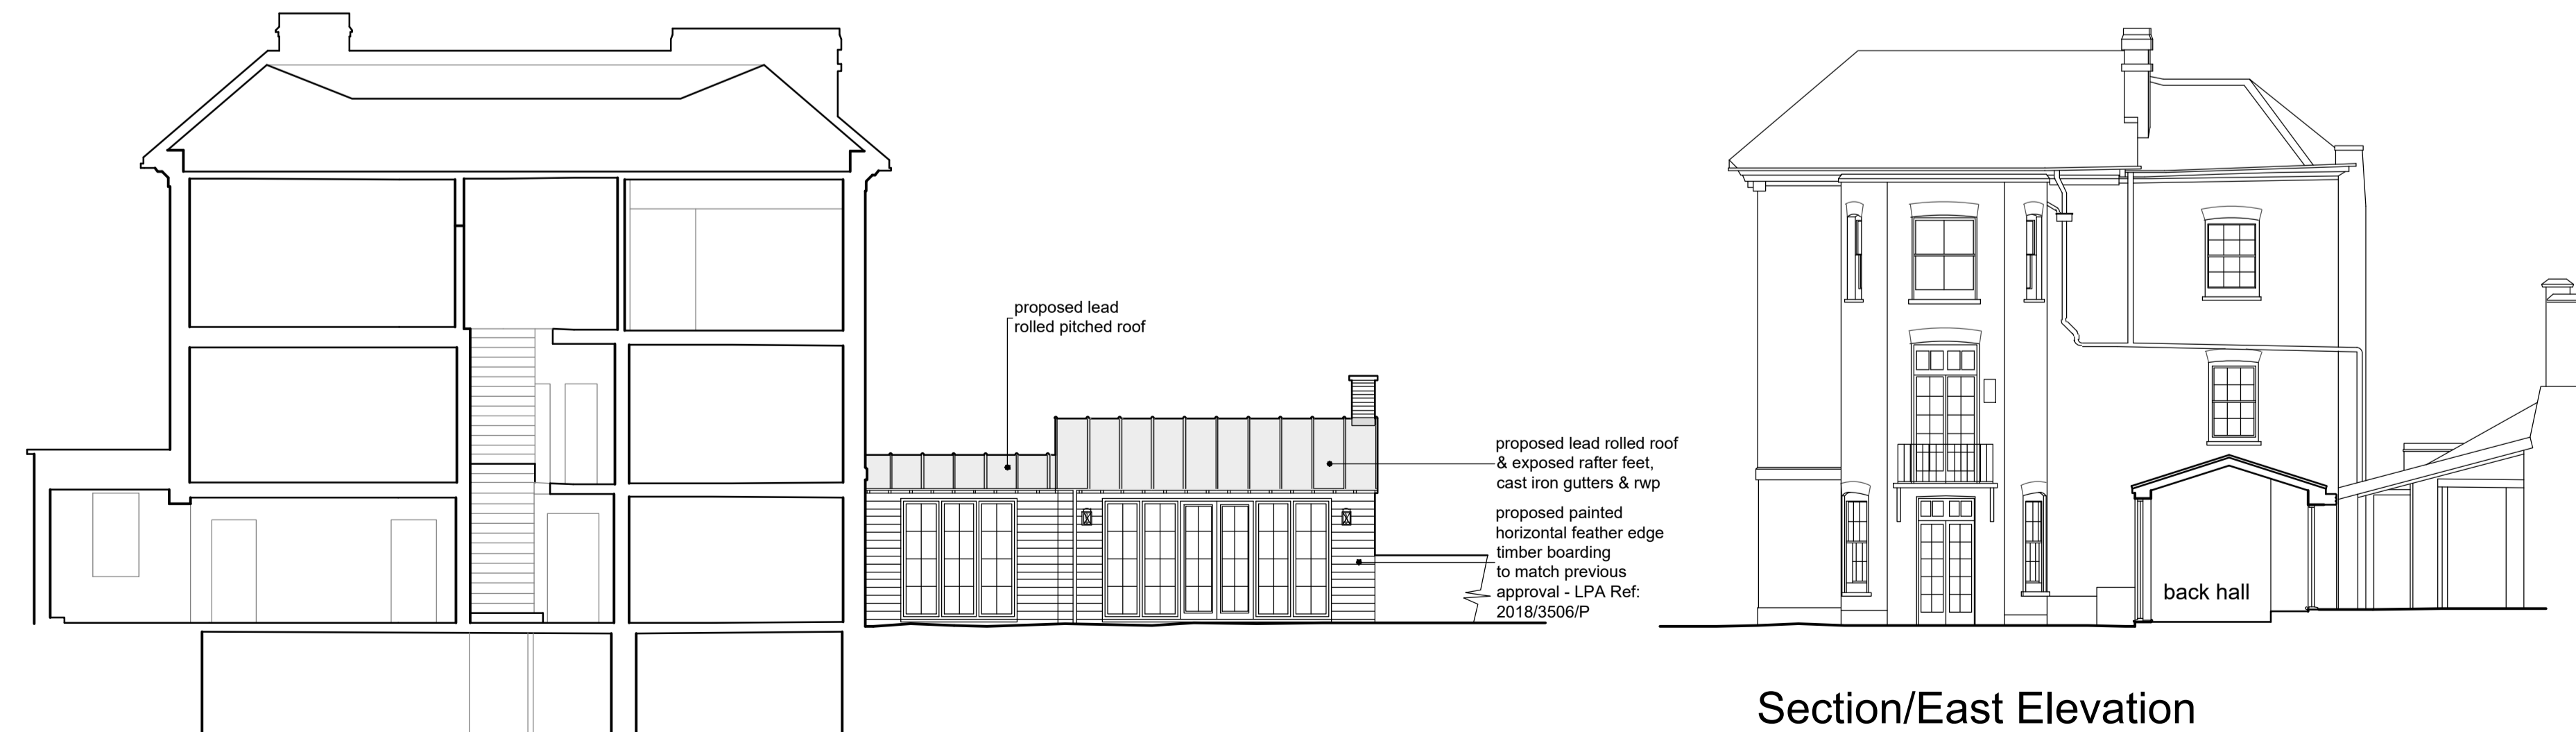 proposed lead
rolled pitched roof
proposed lead rolled roof
& exposed rafter feet,
cast iron gutters & rwp
proposed painted
horizontal feather edge
timber boarding
to match previous
approval - LPA Ref:
2018/3506/P
back hall
Section/East Elevation